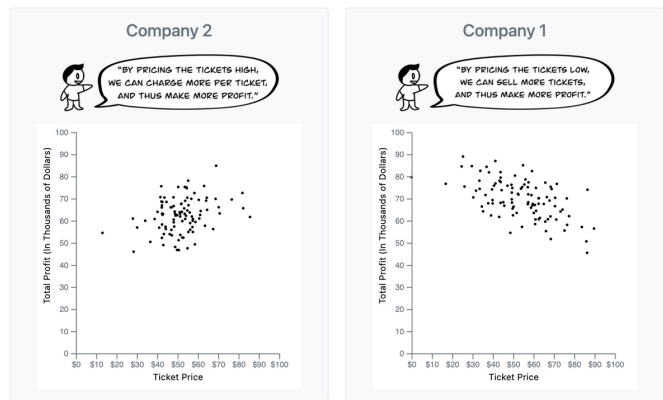 Company 2
"BY PRICING THE TICKETS HIGH,
WE CAN CHARGE MORE PER TICKET,
AND THUS MAKE MORE PROFIT."
100
90
80
70
60
50
40
30
20
10
0
Total Profit (In Thousands of Dollars)
$0 $10 $20 $30 $40 $50 $60 $70 $80 $90 $100
Ticket Price
Company 1
"BY PRICING THE TICKETS LOW,
WE CAN SELL MORE TICKETS,
AND THUS MAKE MORE PROFIT."
100
90
80
70
60
50
40
30
20
10
0
Total Profit (In Thousands of Dollars)
$0 $10 $20 $30 $40 $50 $60 $70 $80 $90 $100
Ticket Price